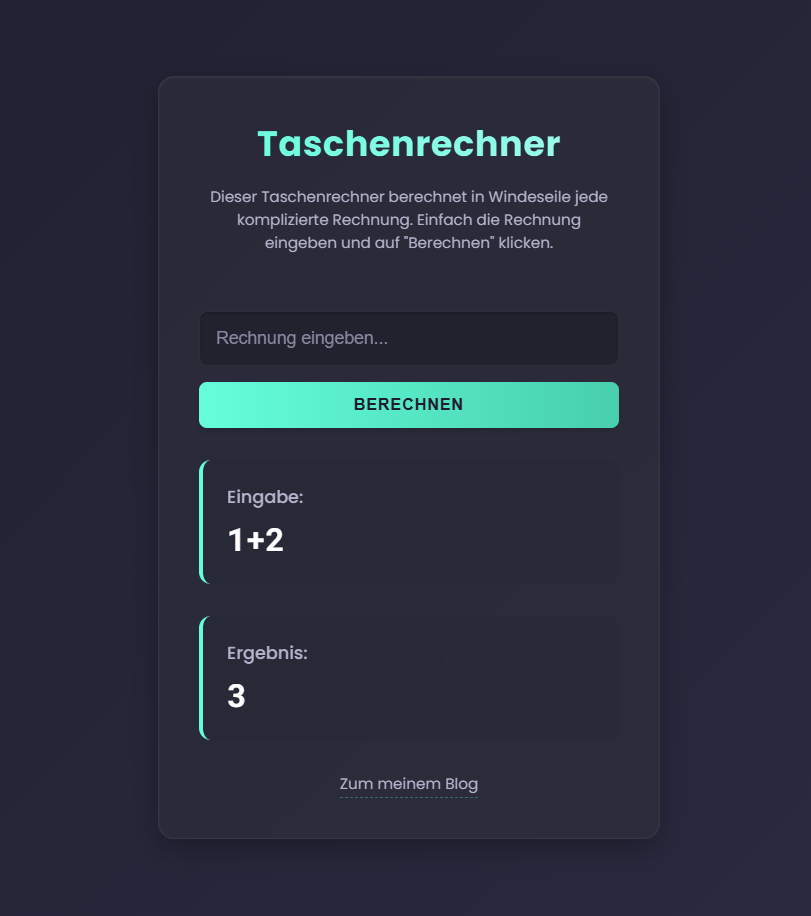 Taschenrechner
Dieser Taschenrechner berechnet in Windeseile jede
komplizierte Rechnung. Einfach die Rechnung
eingeben und auf "Berechnen" klicken.
Rechnung eingeben...
BERECHNEN
Eingabe:
1+2
Ergebnis:
3
Zum meinem Blog